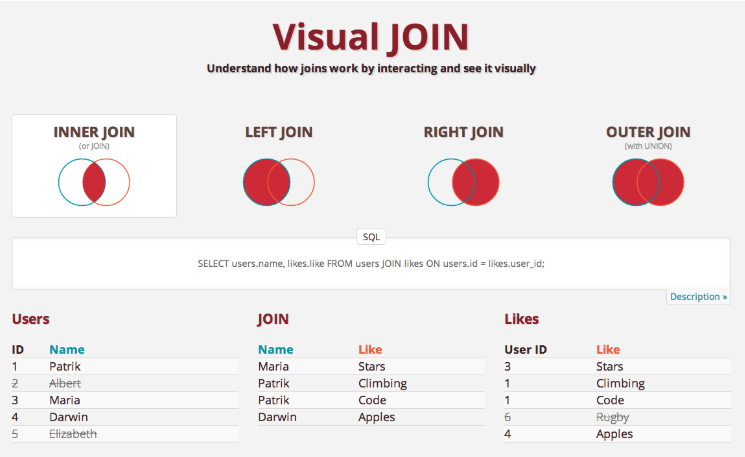 Visual JOIN
Understand how joins work by interacting and see it visually
INNER JOIN
(or JOIN)
LEFT JOIN
RIGHT JOIN
OUTER JOIN
(with UNION)
SQL
SELECT users.name, likes.like FROM users JOIN likes ON users.id = likes.user_id;
Description »
Users
ID Name
1 Patrik
2 Albert
3 Maria
4 Darwin
5 Elizabeth
JOIN
Name Like
Maria Stars
Patrik Climbing
Patrik Code
Darwin Apples
Likes
User ID Like
3 Stars
1 Climbing
1 Code
6 Rugby
4 Apples